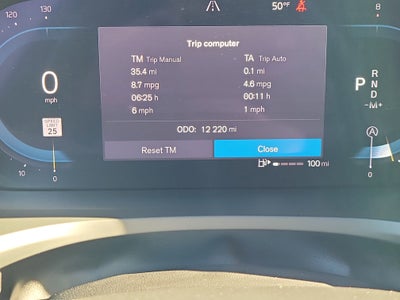 120 130 50°F 8
Trip computer
TM Trip Manual TA Trip Auto
35.4 mi 0.1 mi
8.7 mpg 4.6 mpg
06:25 h 00:11 h
6 mph 1 mph
ODO: 12 220 mi
Reset TM Close
100 mi
0
mph
SPEED
LIMIT
25
10 0
P R
N
D
-M+
A
0